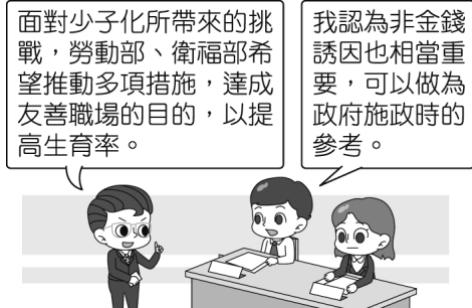 面對少子化所帶來的挑
戰，勞動部、衛福部希
望推動多項措施，達成
友善職場的目的，以提
高生育率。
我認為非金錢
誘因也相當重
要，可以做為
政府施政時的
參考。